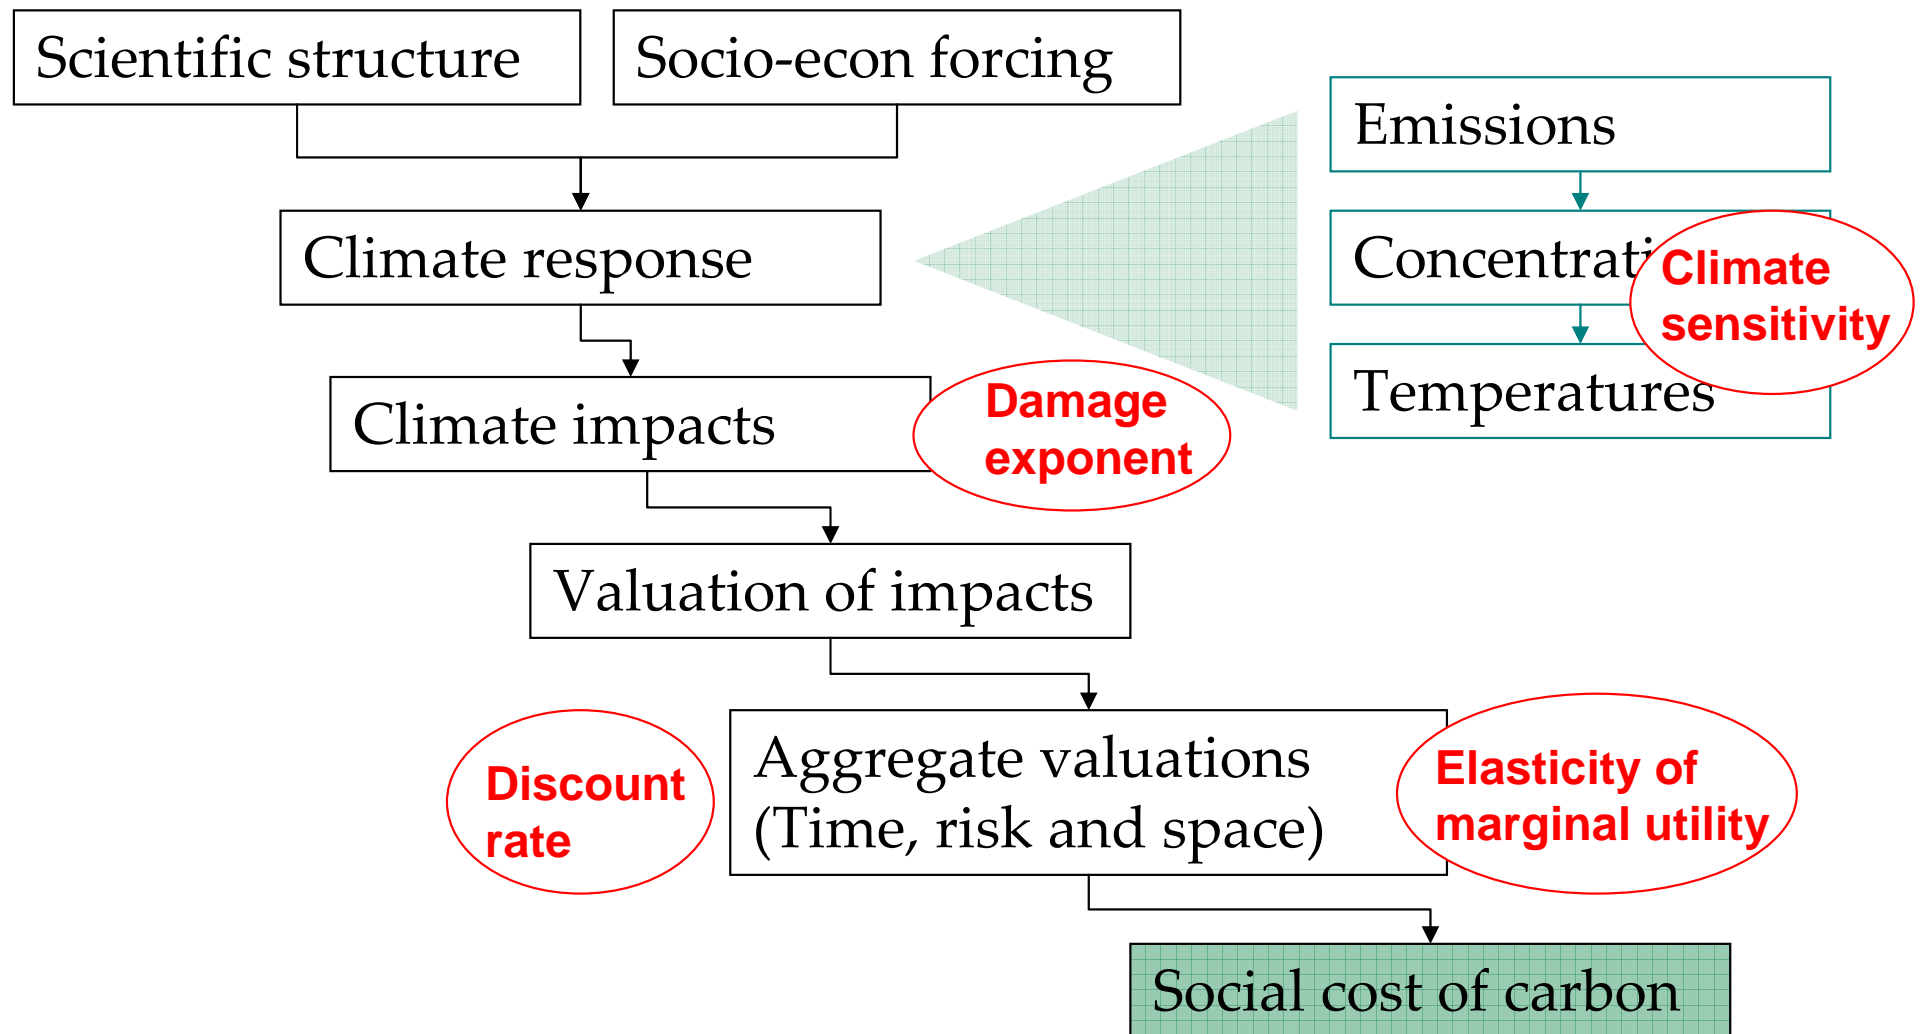 Scientific structure
Socio-econ forcing
Emissions
Climate response
Concentrati
Climate
sensitivity
Temperatures
Climate impacts
Damage
exponent
Valuation of impacts
Aggregate valuations
(Time, risk and space)
Discount
rate
Elasticity of
marginal utility
Social cost of carbon